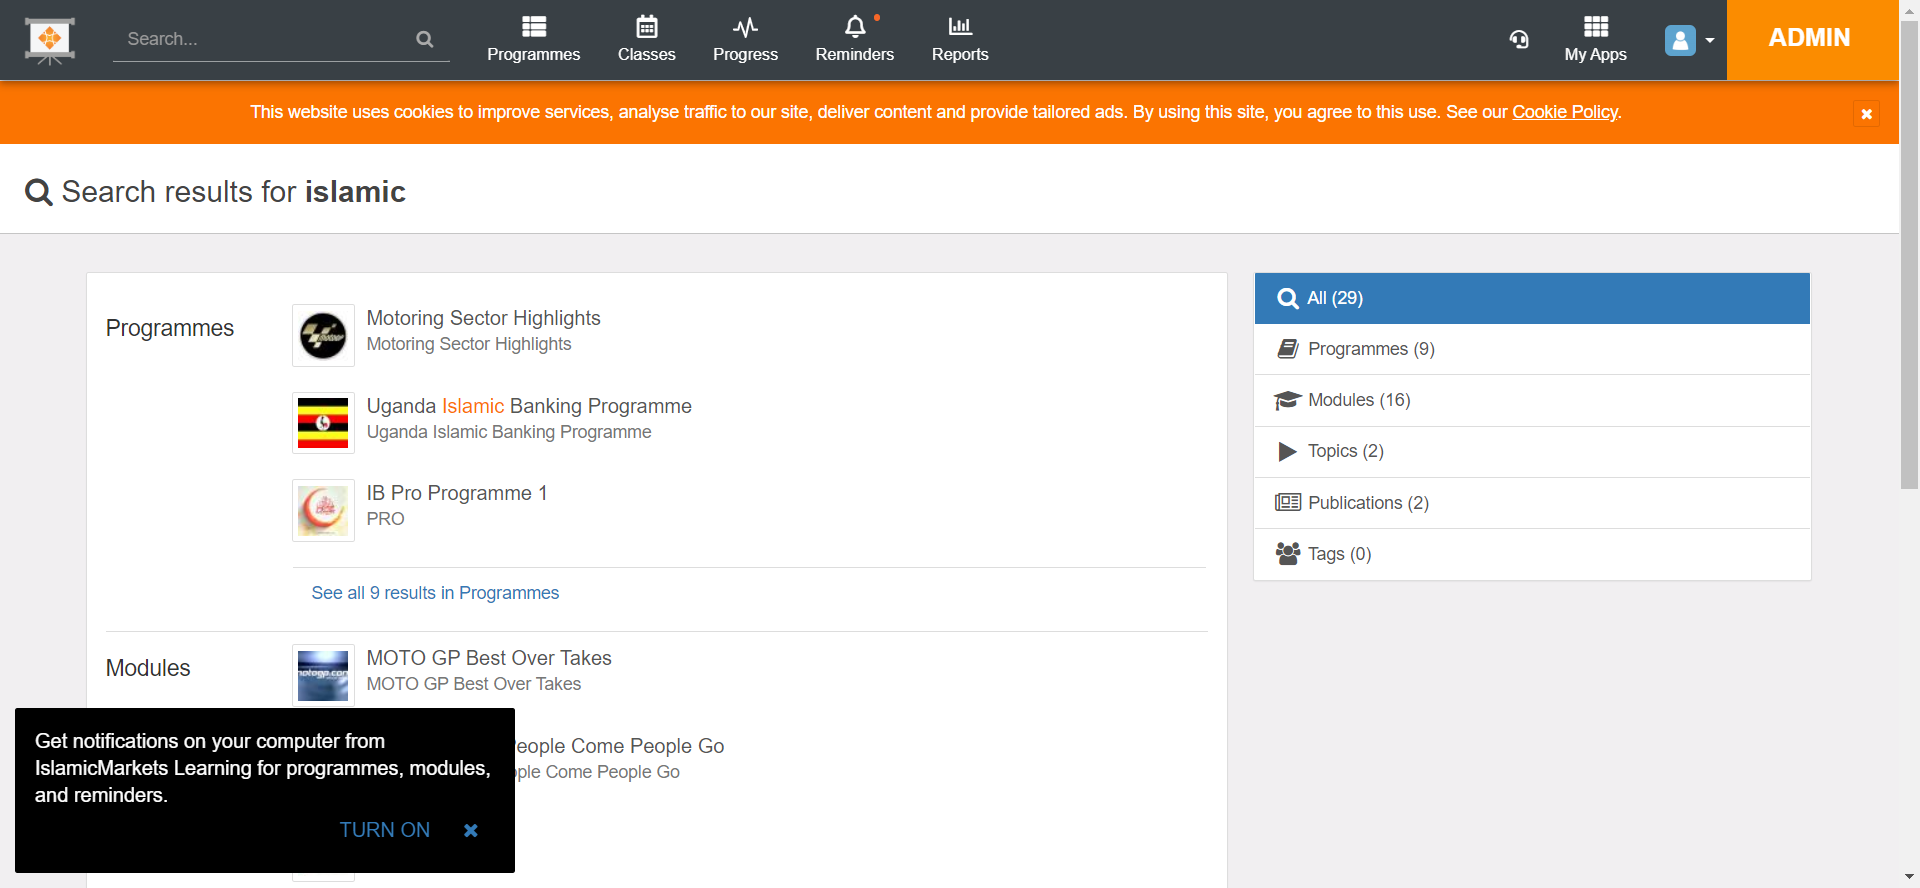 Search...
Programmes
Classes
Progress
Reminders
Reports
My Apps
ADMIN
This website uses cookies to improve services, analyse traffic to our site, deliver content and provide tailored ads. By using this site, you agree to this use. See our Cookie Policy.
Search results for islamic
Programmes
Motoring Sector Highlights
Motoring Sector Highlights
Uganda Islamic Banking Programme
Uganda Islamic Banking Programme
IB Pro Programme 1
PRO
See all 9 results in Programmes
Modules
MOTO GP Best Over Takes
MOTO GP Best Over Takes
People Come People Go
ple Come People Go
All (29)
Programmes (9)
Modules (16)
Topics (2)
Publications (2)
Tags (0)
Get notifications on your computer from
IslamicMarkets Learning for programmes, modules,
and reminders.
TURN ON